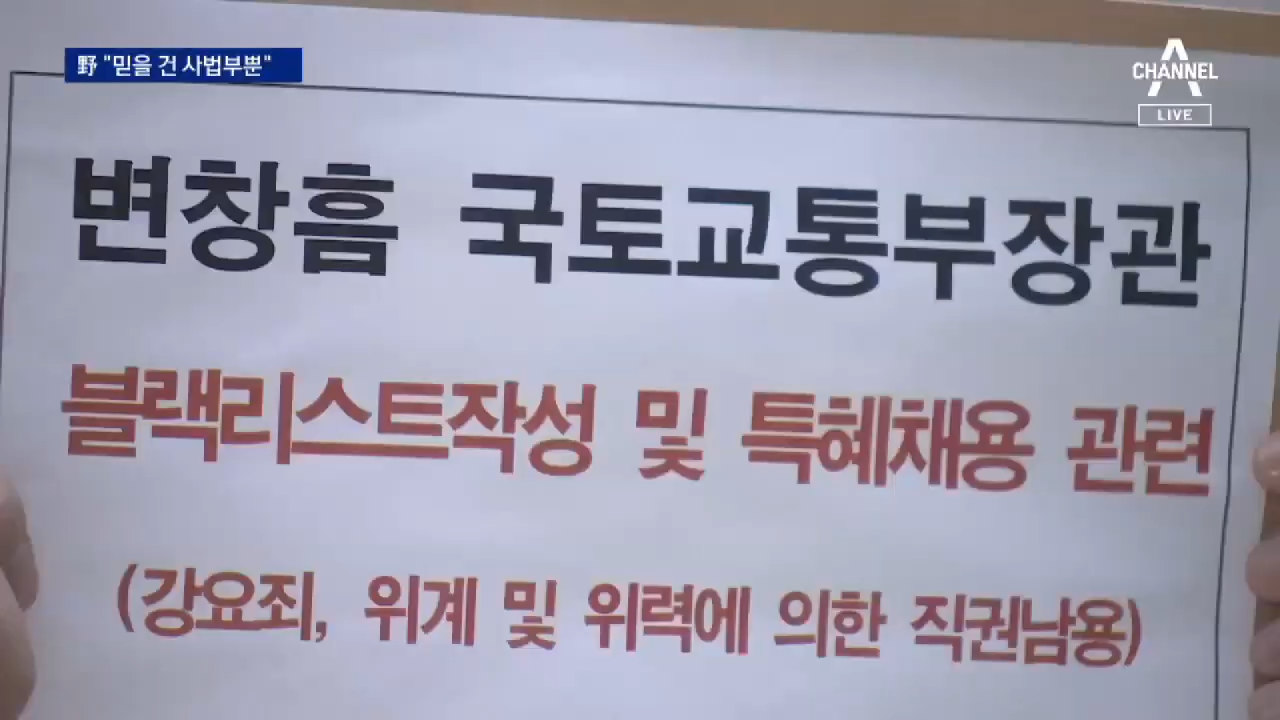 野 "믿을 건 사법부뿐"
CHANNEL A
LIVE
변창흠 국토교통부장관
블랙리스트작성 및 특혜채용 관련
(강요죄, 위계 및 위력에 의한 직권남용)